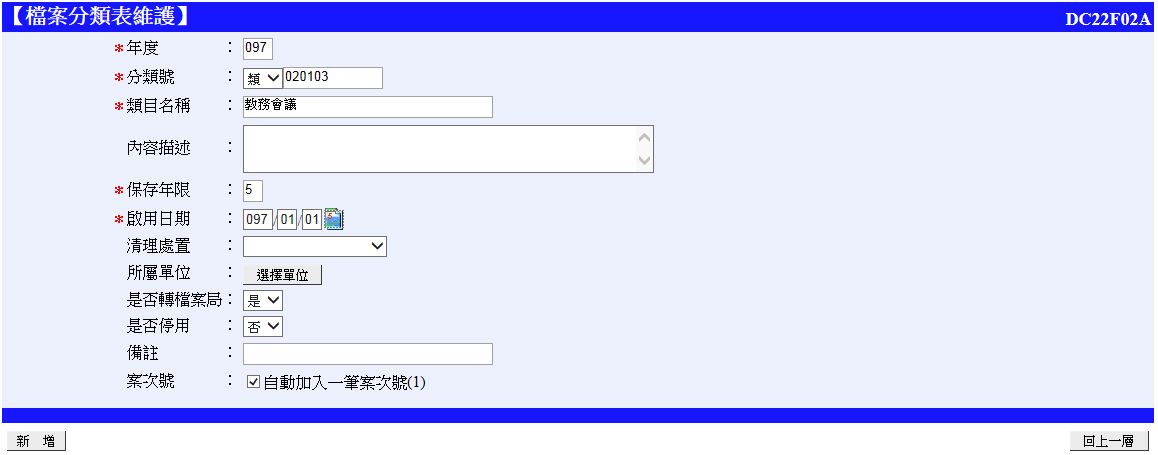 【檔案分類表維護】 DC22F02A
*年度 : 097
*分類號 : 類 020103
*類目名稱 : 教務會議
內容描述 :
*保存年限 : 5
*啟用日期 : 097/01/01
清理處置 :
所屬單位 : 選擇單位
是否轉檔案局 : 是
是否停用 : 否
備註 :
案次號 : 自動加入一筆案次號(1)
新 增 回上一層